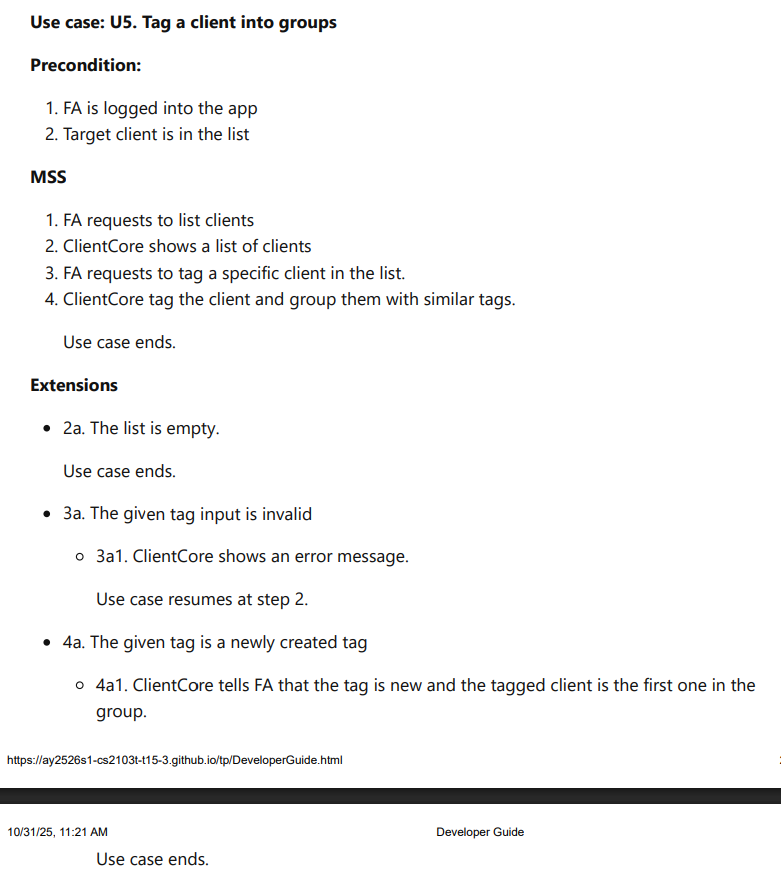 Use case: U5. Tag a client into groups
Precondition:
1. FA is logged into the app
2. Target client is in the list
MSS
1. FA requests to list clients
2. ClientCore shows a list of clients
3. FA requests to tag a specific client in the list.
4. ClientCore tag the client and group them with similar tags.
Use case ends.
Extensions
• 2a. The list is empty.
Use case ends.
• 3a. The given tag input is invalid
○ 3a1. ClientCore shows an error message.
Use case resumes at step 2.
• 4a. The given tag is a newly created tag
○ 4a1. ClientCore tells FA that the tag is new and the tagged client is the first one in the
group.
https://ay2526s1-cs2103t-t15-3.github.io/tp/DeveloperGuide.html
10/31/25, 11:21 AM Developer Guide
Use case ends.